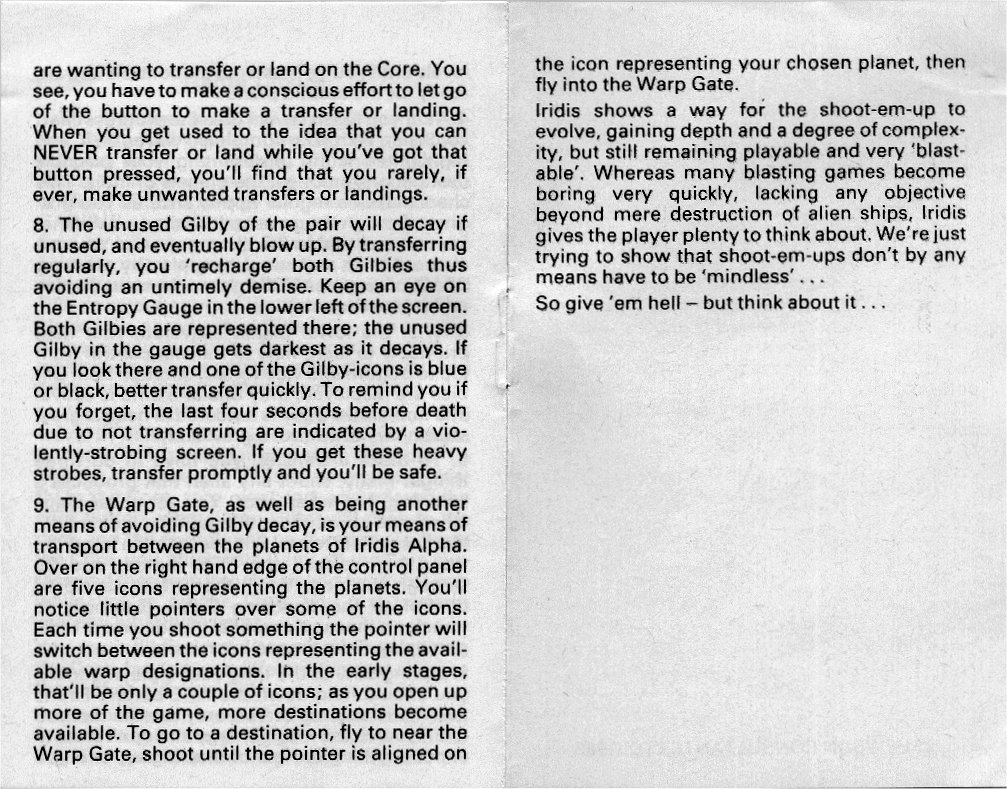 are wanting to transfer or land on the Core. You
see, you have to make a conscious effort to let go
of the button to make a transfer or landing.
When you get used to the idea that you can
NEVER transfer or land while you've got that
button pressed, you'll find that you rarely, if
ever, make unwanted transfers or landings.
8. The unused Gilby of the pair will decay if
unused, and eventually blow up. By transferring
regularly, you 'recharge' both Gilbies thus
avoiding an untimely demise. Keep an eye on
the Entropy Gauge in the lower left of the screen.
Both Gilbies are represented there; the unused
Gilby in the gauge gets darkest as it decays. If
you look there and one of the Gilby-icons is blue
or black, better transfer quickly. To remind you if
you forget, the last four seconds before death
due to not transferring are indicated by a vio-
lently-strobing screen. If you get these heavy
strobes, transfer promptly and you'll be safe.
9. The Warp Gate, as well as being another
means of avoiding Gilby decay, is your means of
transport between the planets of Iridis Alpha.
Over on the right hand edge of the control panel
are five icons representing the planets. You'll
notice little pointers over some of the icons.
Each time you shoot something the pointer will
switch between the icons representing the avail-
able warp designations. In the early stages,
that'll be only a couple of icons; as you open up
more of the game, more destinations become
available. To go to a destination, fly to near the
Warp Gate, shoot until the pointer is aligned on
the icon representing your chosen planet, then
fly into the Warp Gate.
Iridis shows a way for the shoot-em-up to
evolve, gaining depth and a degree of complex-
ity, but still remaining playable and very 'blast-
able'. Whereas many blasting games become
boring very quickly, lacking any objective
beyond mere destruction of alien ships, Iridis
gives the player plenty to think about. We're just
trying to show that shoot-em-ups don't by any
means have to be 'mindless' . . .
So give 'em hell – but think about it . . .